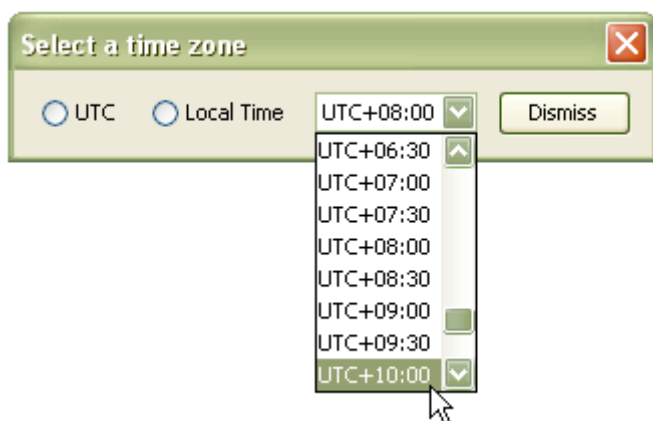 Select a time zone
UTC Local Time UTC+08:00 Dismiss
UTC+06:30
UTC+07:00
UTC+07:30
UTC+08:00
UTC+08:30
UTC+09:00
UTC+09:30
UTC+10:00